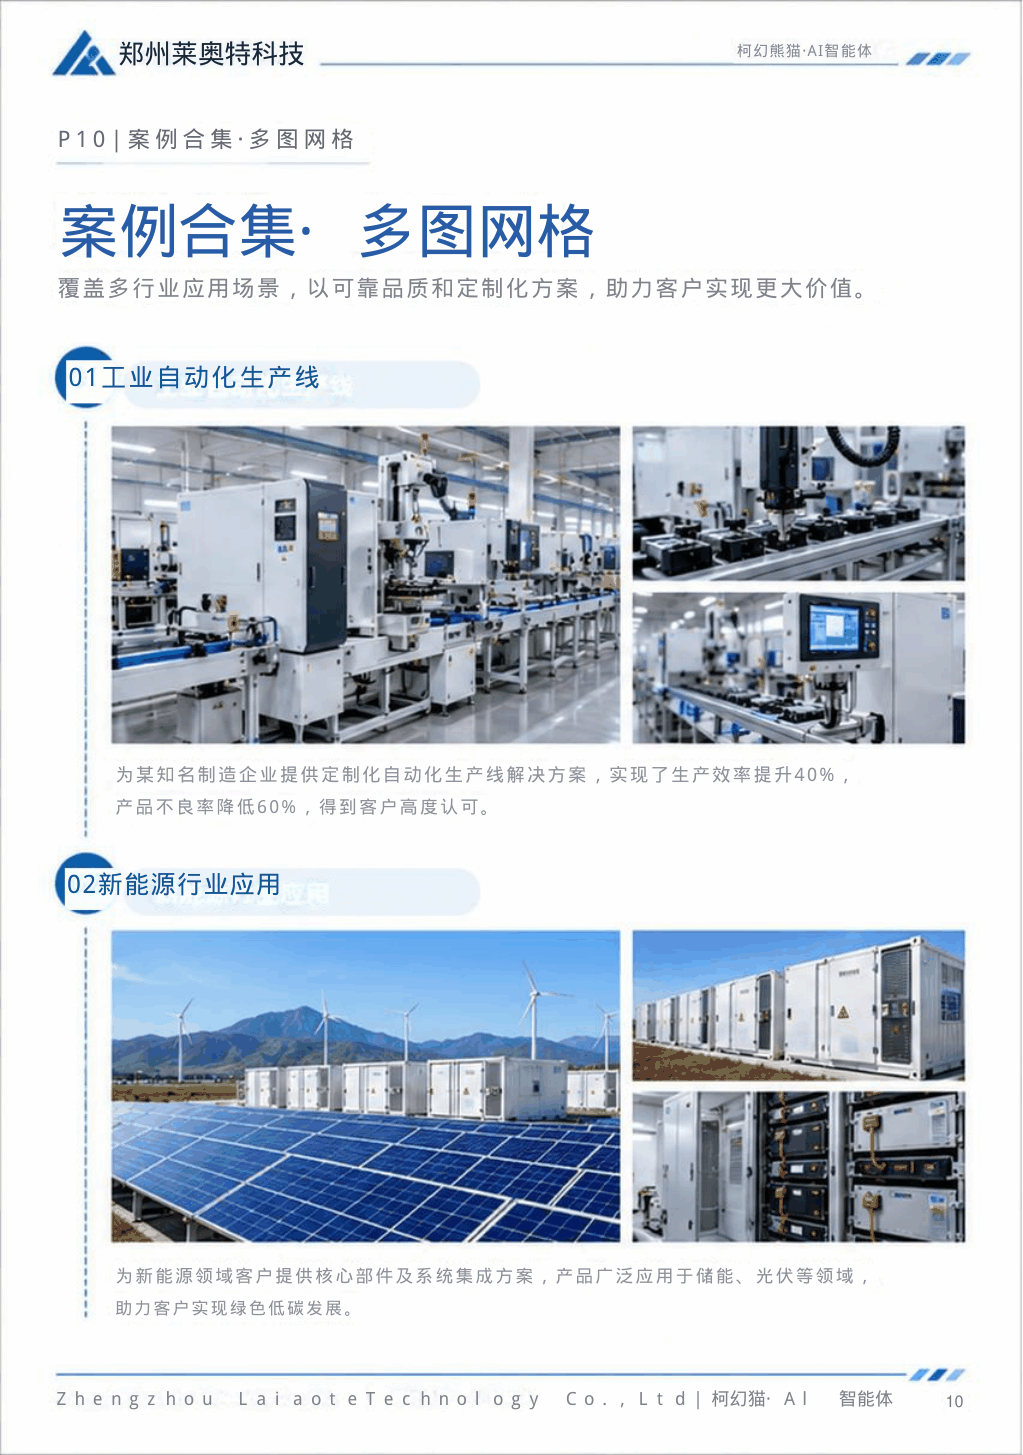 郑州莱奥特科技
柯幻熊猫·AI智能体
P10|案例合集·多图网格
案例合集· 多图网格
覆盖多行业应用场景，以可靠品质和定制化方案，助力客户实现更大价值。
01工业自动化生产线
为某知名制造企业提供定制化自动化生产线解决方案，实现了生产效率提升40%，
产品不良率降低60%，得到客户高度认可。
02新能源行业应用
为新能源领域客户提供核心部件及系统集成方案，产品广泛应用于储能、光伏等领域，
助力客户实现绿色低碳发展。
Zhengzhou LaiaoteTechnology Co.,Ltd|柯幻猫· Al 智能体 10